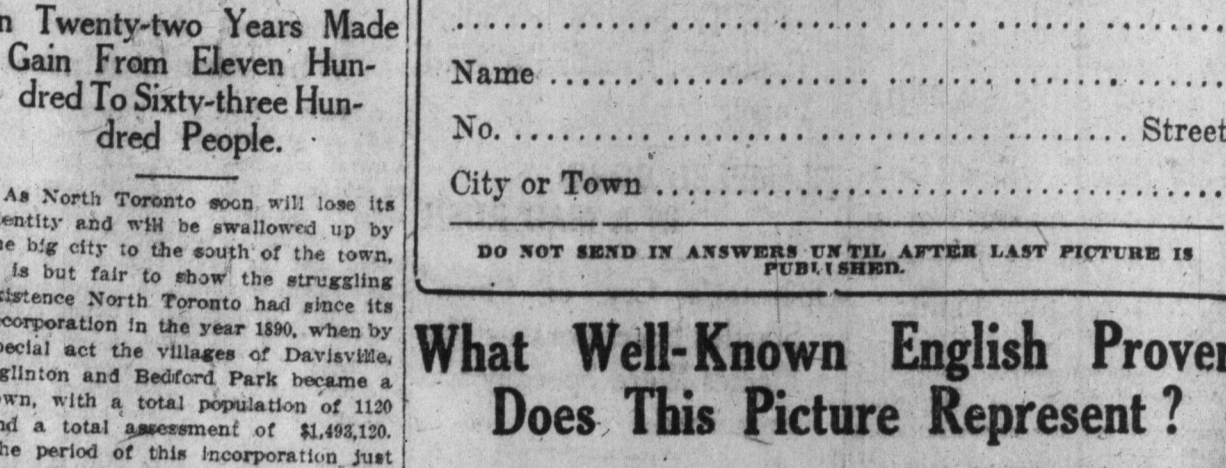 n Twenty-two Years Made
Gain From Eleven Hun-
dred To Sixty-three Hun-
dred People.
As North Toronto soon will lose its
entity and will be swallowed up by
e big city to the south of the town,
is but fair to show the struggling
istence North Toronto had since its
corporation in the year 1890, when by
pecial act the villages of Davisville,
glinton and Bedford Park became a
wn, with a total population of 1120
nd a total assessment of $1,493,120.
he period of this incorporation just
Name
No. Street
City or Town
DO NOT SEND IN ANSWERS UNTIL AFTER LAST PICTURE IS
PUBLISHED.
What Well-Known English Prover
Does This Picture Represent?